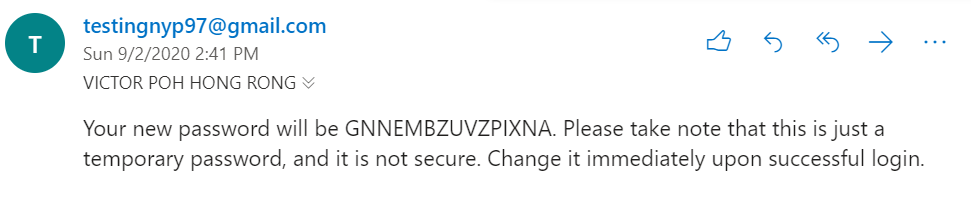 T
testingnyp97@gmail.com
Sun 9/2/2020 2:41 PM
VICTOR POH HONG RONG
Your new password will be GNNEMBZUVZPIXNA. Please take note that this is just a
temporary password, and it is not secure. Change it immediately upon successful login.